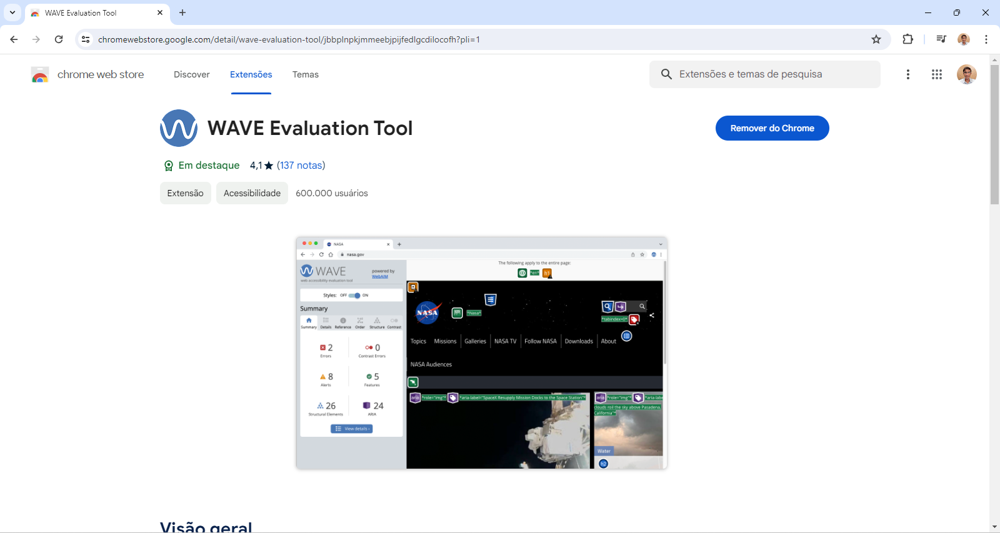 WAVE Evaluation Tool
chromewebstore.google.com/detail/wave-evaluation-tool/jbbplnpkjmmeebjpijfedlgcdilocofh?pli=1
chrome web store
Discover
Extensões
Temas
Extensões e temas de pesquisa
WAVE Evaluation Tool
Remover do Chrome
Em destaque
4,1★ (137 notas)
Extensão
Acessibilidade
600.000 usuários
NASA
nasa.gov
WAVE
powered by
WebAIM
web accessibility evaluation tool
Styles: OFF ON
Summary
Summary Details Reference Order Structure Contrast
2
Errors
0
Contrast Errors
8
Alerts
5
Features
26
Structural Elements
24
ARIA
View details ›
The following apply to the entire page:
*en*
h1
NASA
*Nasa*
*tabindex=0*
Topics
Missions
Galleries
NASA TV
Follow NASA
Downloads
About
NASA Audiences
aria *role="img"* *aria-label="SpaceX Resupply Mission Docks to the Space Station"*
aria *role="img"* *aria-labe
clouds roil the sky above Pasadena,
California"*
Water
h2
Visão geral